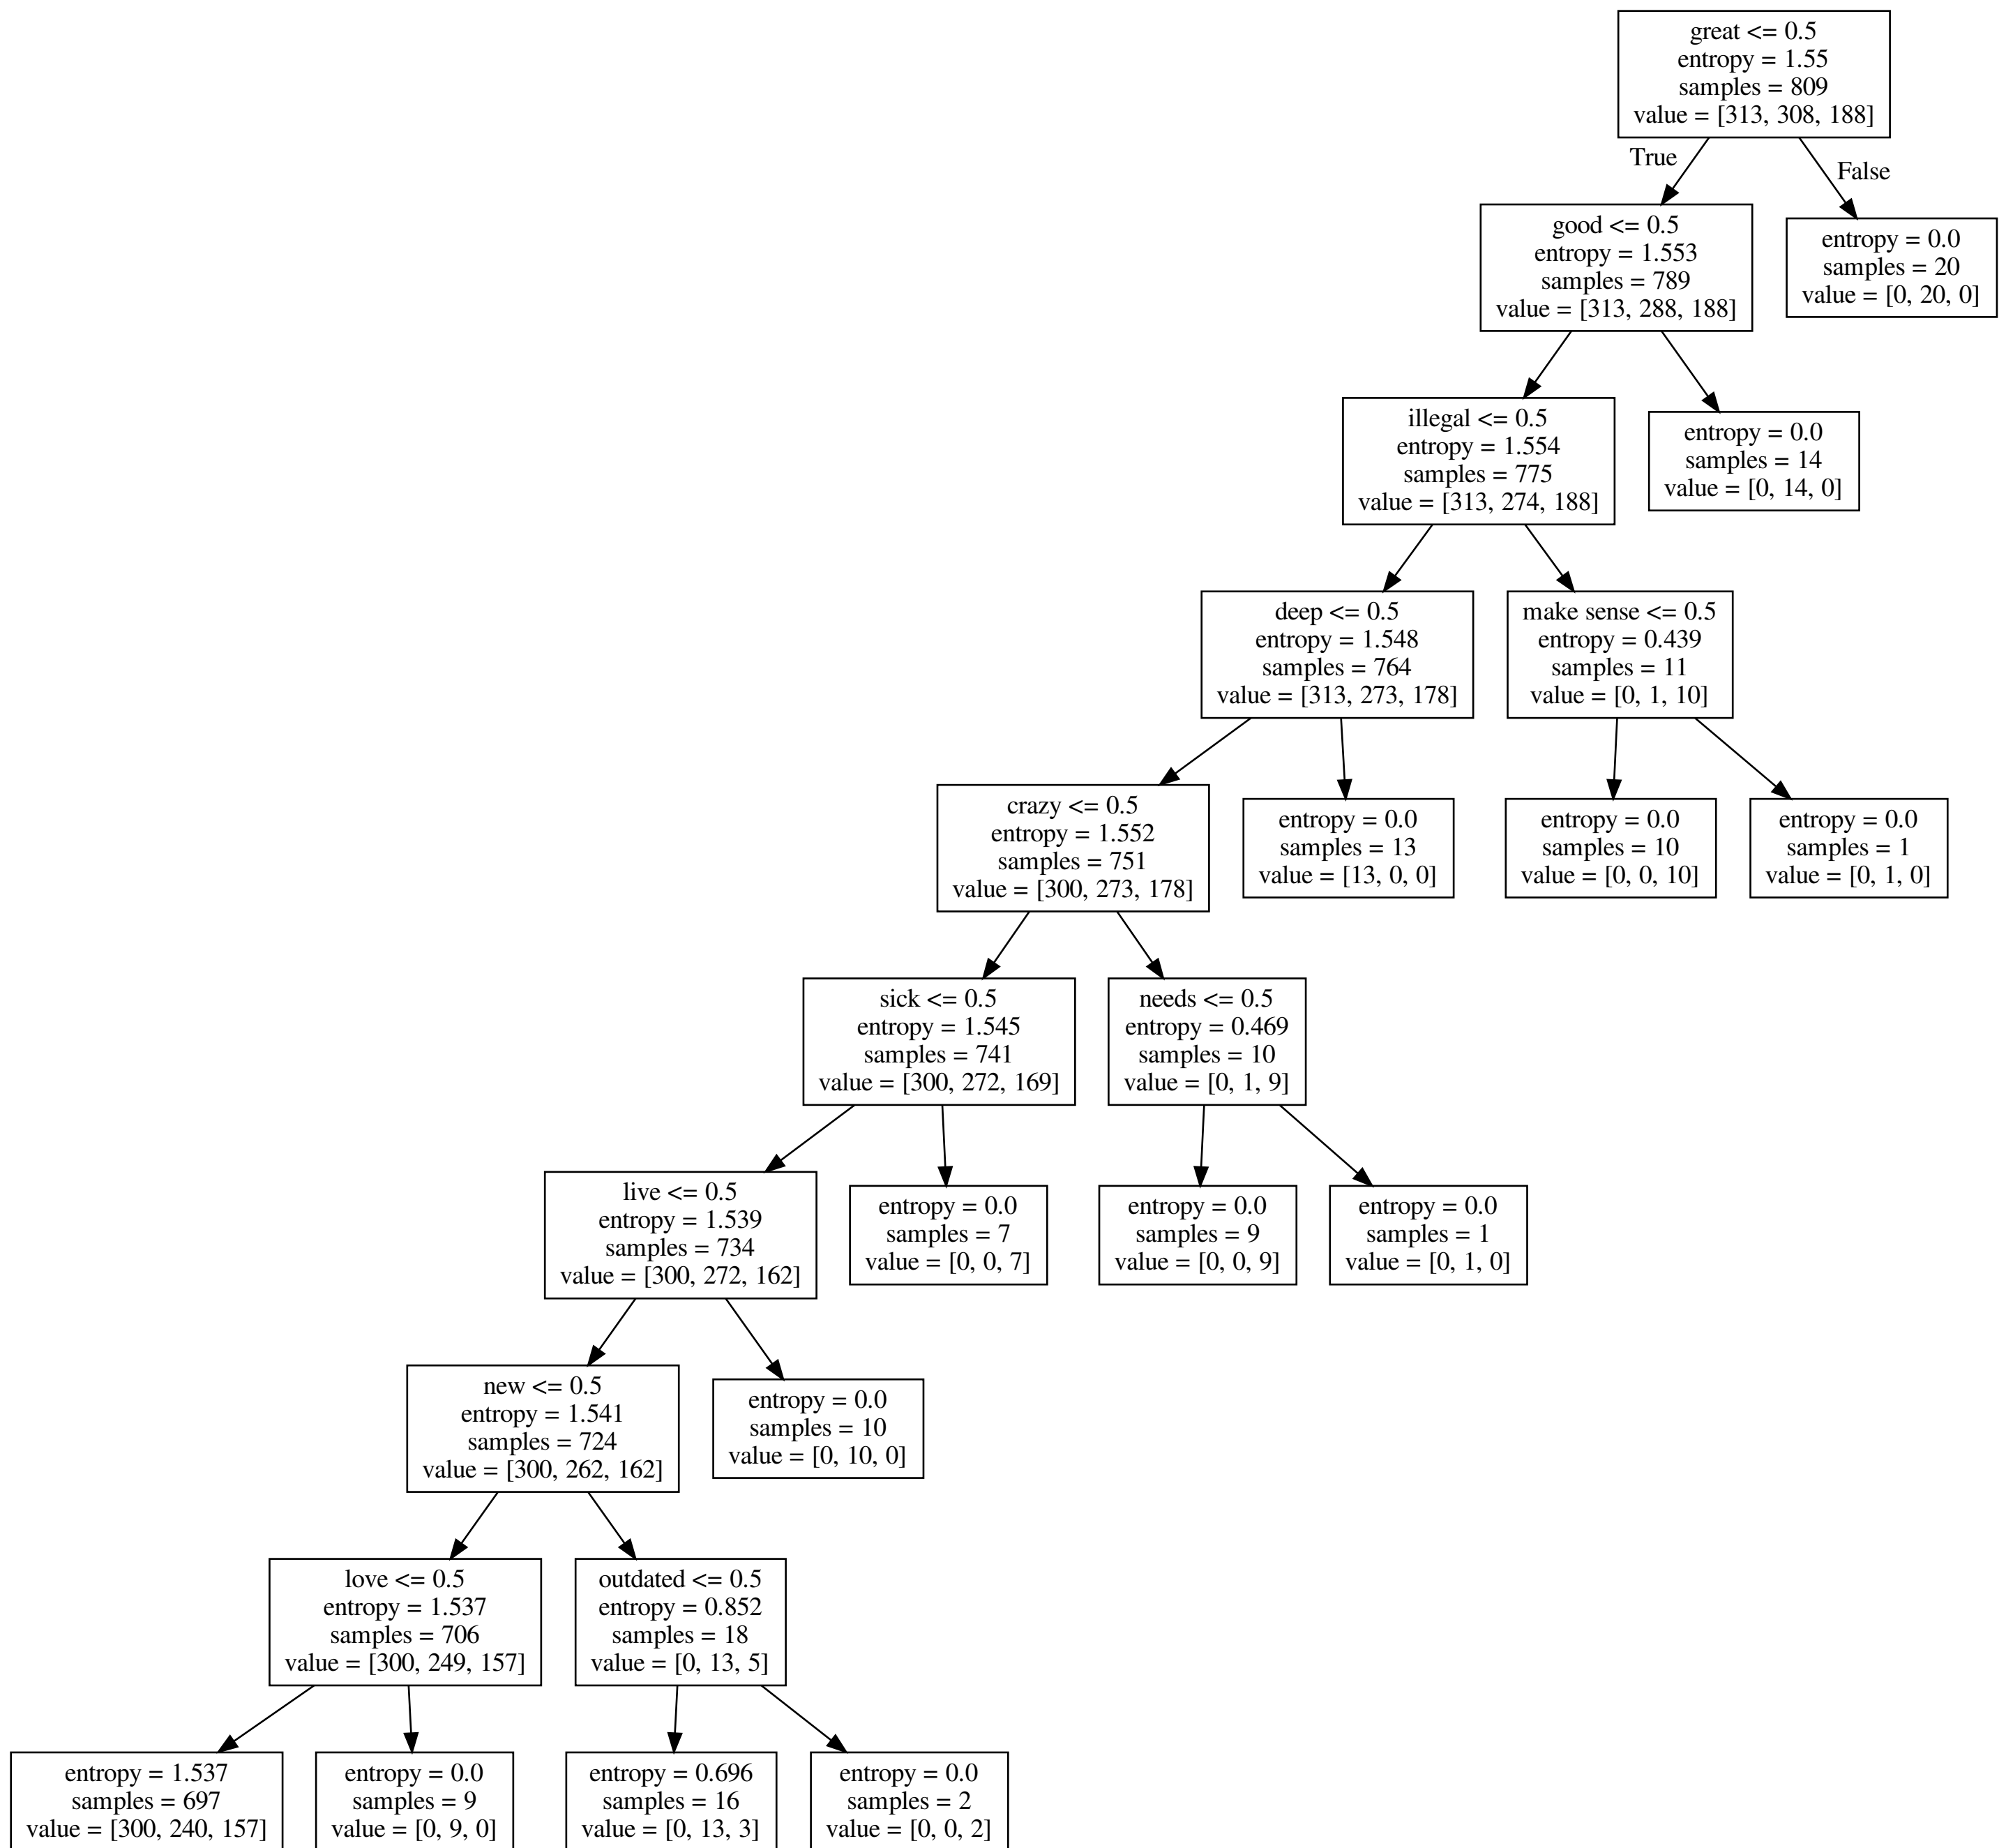 great <= 0.5
entropy = 1.55
samples = 809
value = [313, 308, 188]
True
False
good <= 0.5
entropy = 1.553
samples = 789
value = [313, 288, 188]
entropy = 0.0
samples = 20
value = [0, 20, 0]
illegal <= 0.5
entropy = 1.554
samples = 775
value = [313, 274, 188]
entropy = 0.0
samples = 14
value = [0, 14, 0]
deep <= 0.5
entropy = 1.548
samples = 764
value = [313, 273, 178]
make sense <= 0.5
entropy = 0.439
samples = 11
value = [0, 1, 10]
crazy <= 0.5
entropy = 1.552
samples = 751
value = [300, 273, 178]
entropy = 0.0
samples = 13
value = [13, 0, 0]
entropy = 0.0
samples = 10
value = [0, 0, 10]
entropy = 0.0
samples = 1
value = [0, 1, 0]
sick <= 0.5
entropy = 1.545
samples = 741
value = [300, 272, 169]
needs <= 0.5
entropy = 0.469
samples = 10
value = [0, 1, 9]
live <= 0.5
entropy = 1.539
samples = 734
value = [300, 272, 162]
entropy = 0.0
samples = 7
value = [0, 0, 7]
entropy = 0.0
samples = 9
value = [0, 0, 9]
entropy = 0.0
samples = 1
value = [0, 1, 0]
new <= 0.5
entropy = 1.541
samples = 724
value = [300, 262, 162]
entropy = 0.0
samples = 10
value = [0, 10, 0]
love <= 0.5
entropy = 1.537
samples = 706
value = [300, 249, 157]
outdated <= 0.5
entropy = 0.852
samples = 18
value = [0, 13, 5]
entropy = 1.537
samples = 697
value = [300, 240, 157]
entropy = 0.0
samples = 9
value = [0, 9, 0]
entropy = 0.696
samples = 16
value = [0, 13, 3]
entropy = 0.0
samples = 2
value = [0, 0, 2]